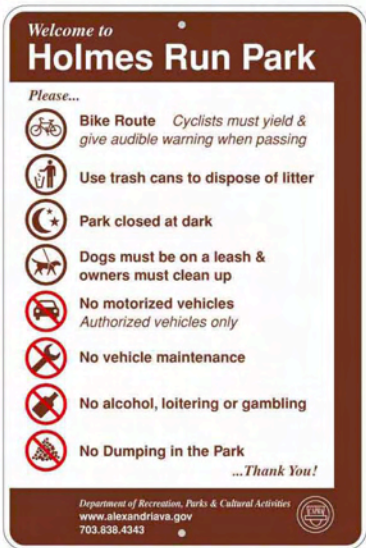 Welcome to
Holmes Run Park
Please...
Bike Route Cyclists must yield &
give audible warning when passing
Use trash cans to dispose of litter
Park closed at dark
Dogs must be on a leash &
owners must clean up
No motorized vehicles
Authorized vehicles only
No vehicle maintenance
No alcohol, loitering or gambling
No Dumping in the Park
...Thank You!
Department of Recreation, Parks & Cultural Activities
www.alexandriava.gov
703.838.4343